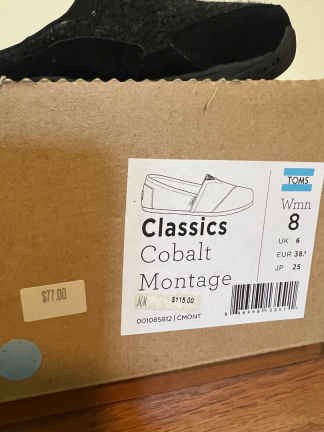 TOMS
Wmn
8
UK 6
EUR 38.5
JP 25
Classics
Cobalt
Montage
$115.00
001085812 | CMONT
$77.00